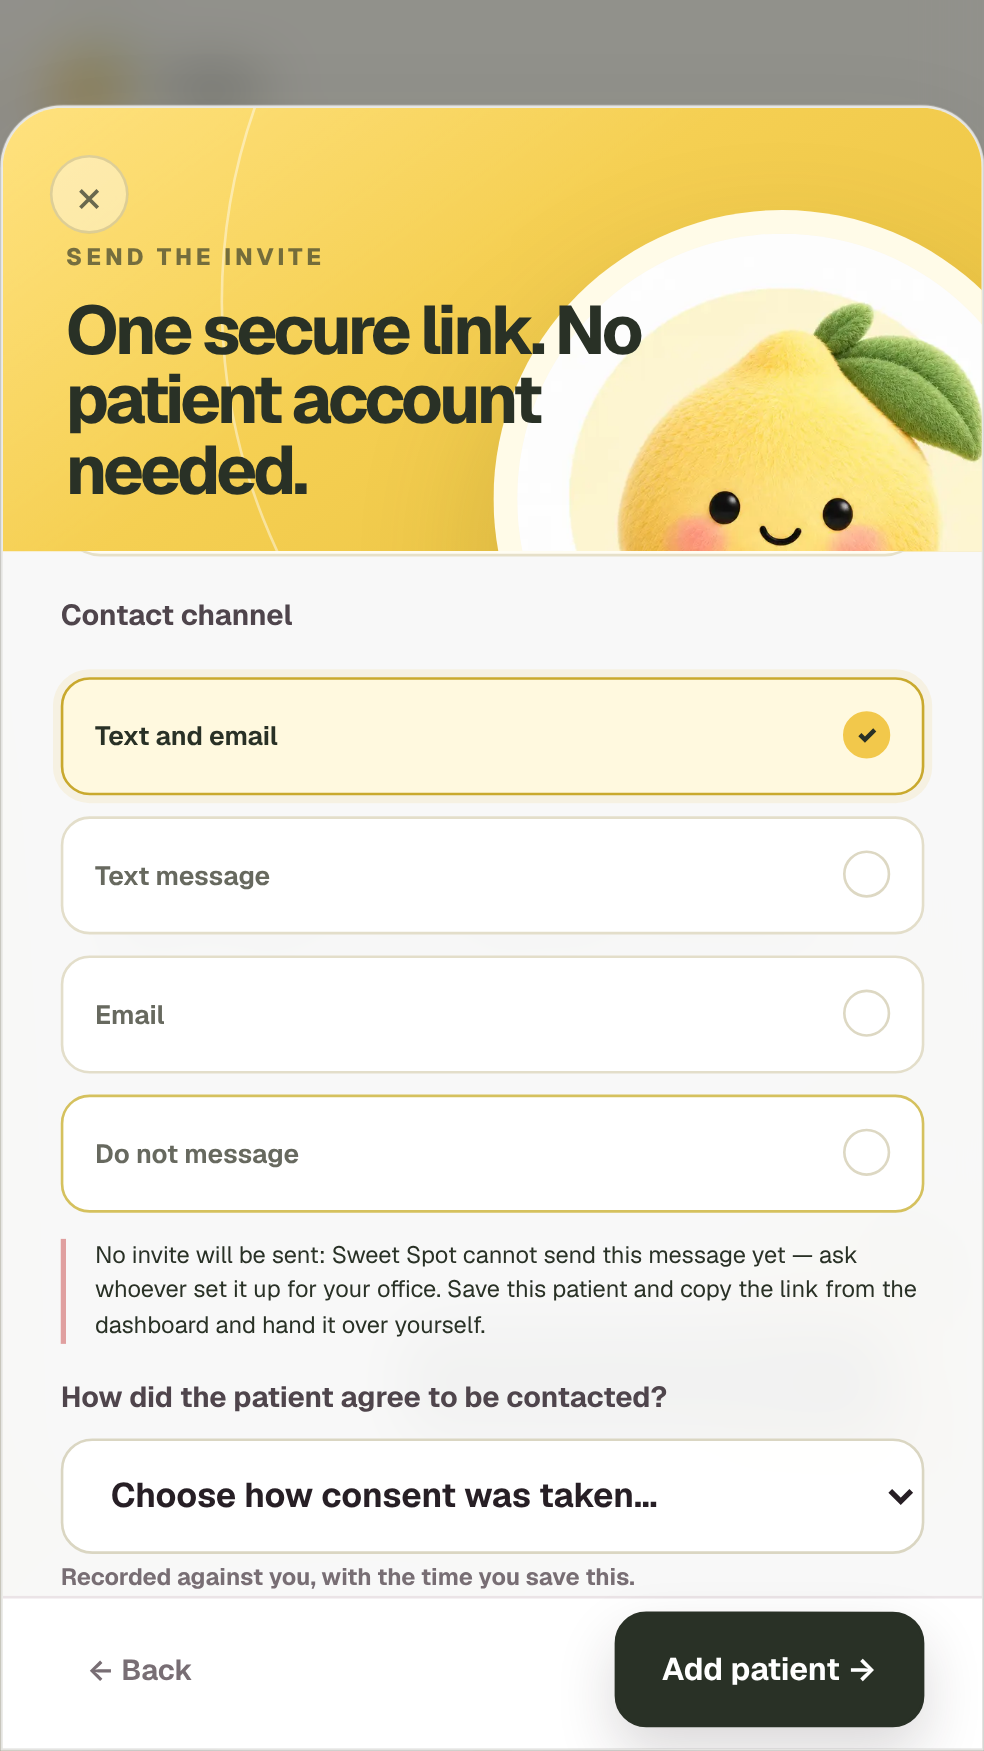 SEND THE INVITE
One secure link. No
patient account
needed.
Contact channel
Text and email
Text message
Email
Do not message
No invite will be sent: Sweet Spot cannot send this message yet — ask
whoever set it up for your office. Save this patient and copy the link from the
dashboard and hand it over yourself.
How did the patient agree to be contacted?
Choose how consent was taken...
Recorded against you, with the time you save this.
← Back
Add patient →